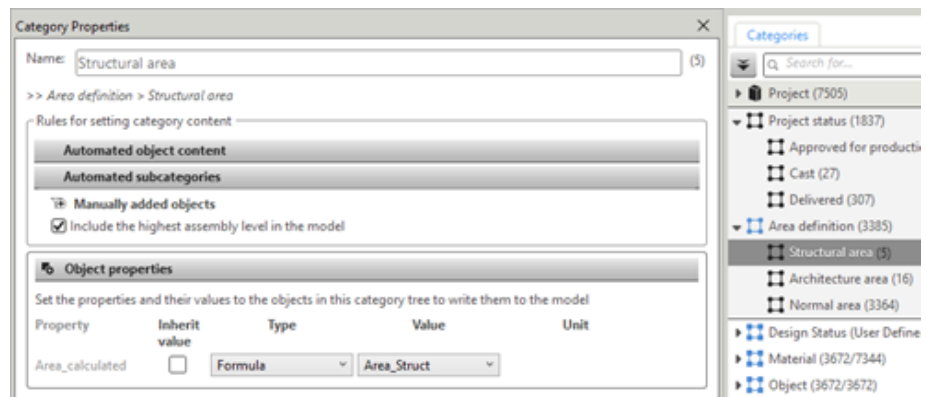 Category Properties
Name: Structural area (5)
>> Area definition > Structural area
Rules for setting category content
Automated object content
Automated subcategories
Manually added objects
Include the highest assembly level in the model
Object properties
Set the properties and their values to the objects in this category tree to write them to the model
Property Inherit value Type Value Unit
Area_calculated Formula Area_Struct
Categories
Search for...
Project (7505)
Project status (1837)
Approved for producti
Cast (27)
Delivered (307)
Area definition (3385)
Structural area (5)
Architecture area (16)
Normal area (3364)
Design Status (User Define
Material (3672/7344)
Object (3672/3672)